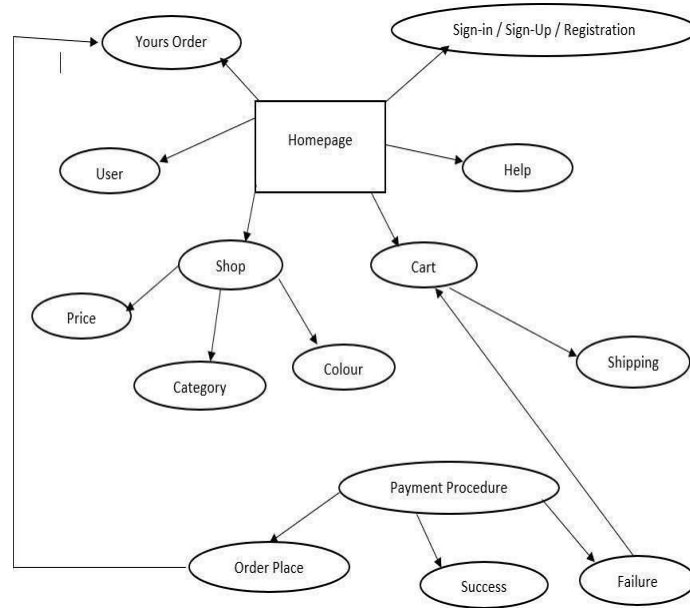 Yours Order
Sign-in / Sign-Up / Registration
Homepage
User
Help
Shop
Cart
Price
Category
Colour
Shipping
Payment Procedure
Order Place
Success
Failure